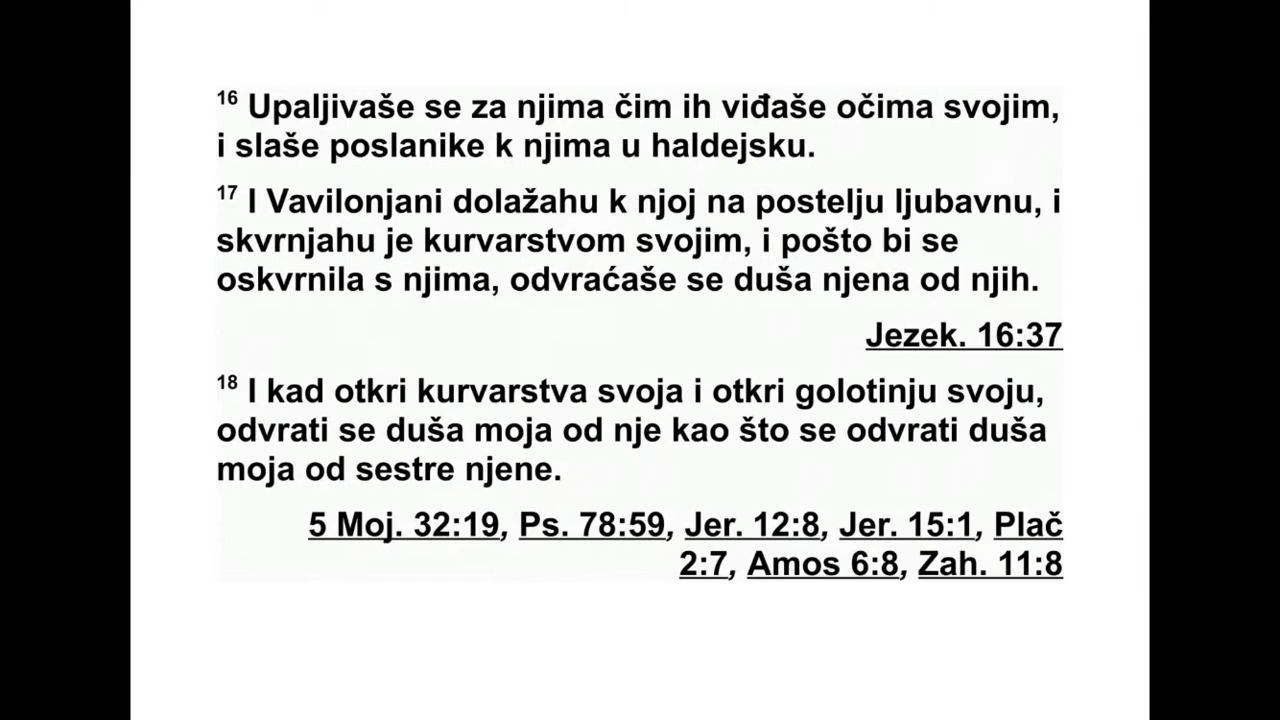 16 Upaljivaše se za njima čim ih viđaše očima svojim,
i slaše poslanike k njima u haldejsku.
17 I Vavilonjani dolažahu k njoj na postelju ljubavnu, i
skvrnjahu je kurvarstvom svojim, i pošto bi se
oskvrnila s njima, odvraćaše se duša njena od njih.
Jezek. 16:37
18 I kad otkri kurvarstva svoja i otkri golotinju svoju,
odvrati se duša moja od nje kao što se odvrati duša
moja od sestre njene.
5 Moj. 32:19, Ps. 78:59, Jer. 12:8, Jer. 15:1, Plač
2:7, Amos 6:8, Zah. 11:8